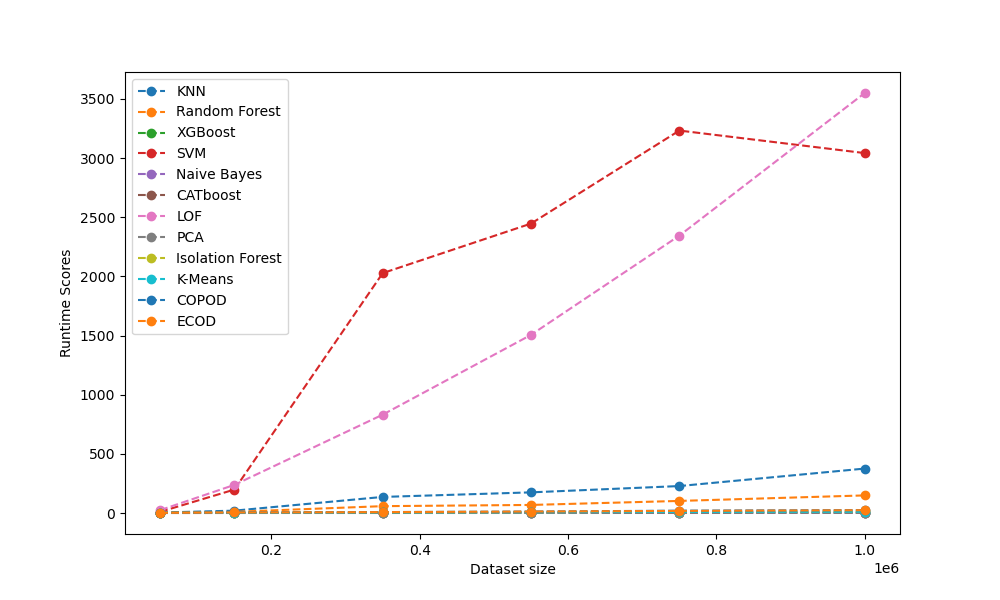 3500
3000
2500
2000
1500
1000
500
0
Runtime Scores
KNN
Random Forest
XGBoost
SVM
Naive Bayes
CATboost
LOF
PCA
Isolation Forest
K-Means
COPOD
ECOD
0.2 0.4 0.6 0.8 1.0
1e6
Dataset size